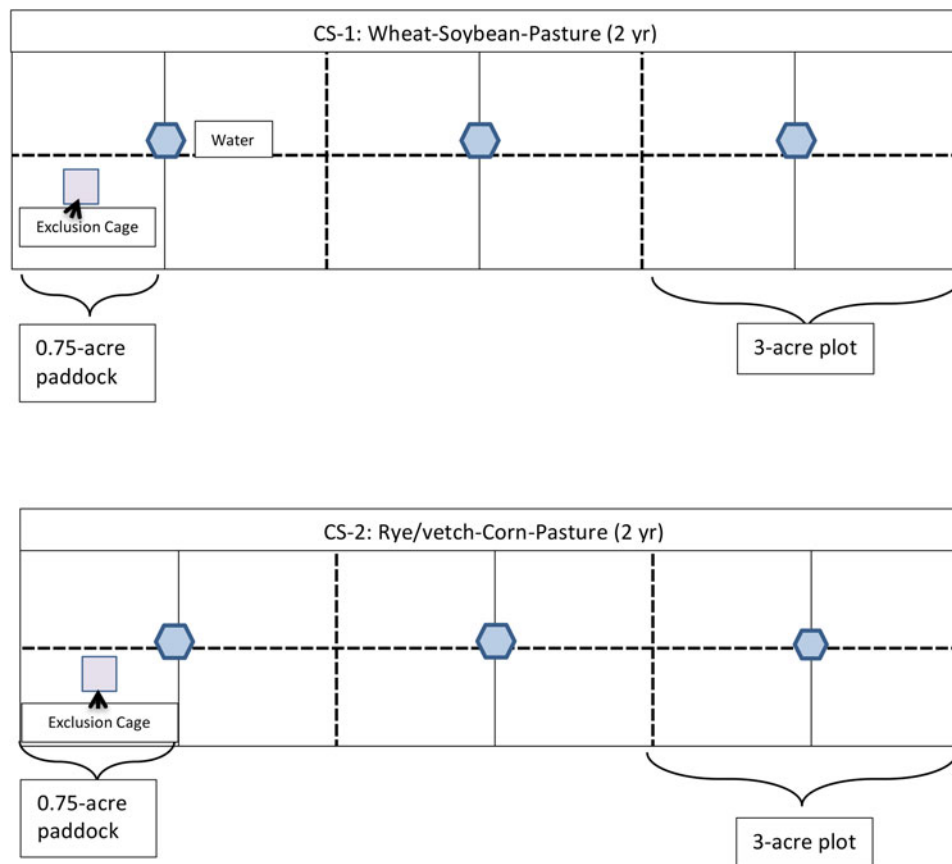 CS-1: Wheat-Soybean-Pasture (2 yr)
Water
Exclusion Cage
0.75-acre
paddock
3-acre plot
CS-2: Rye/vetch-Corn-Pasture (2 yr)
Exclusion Cage
0.75-acre
paddock
3-acre plot